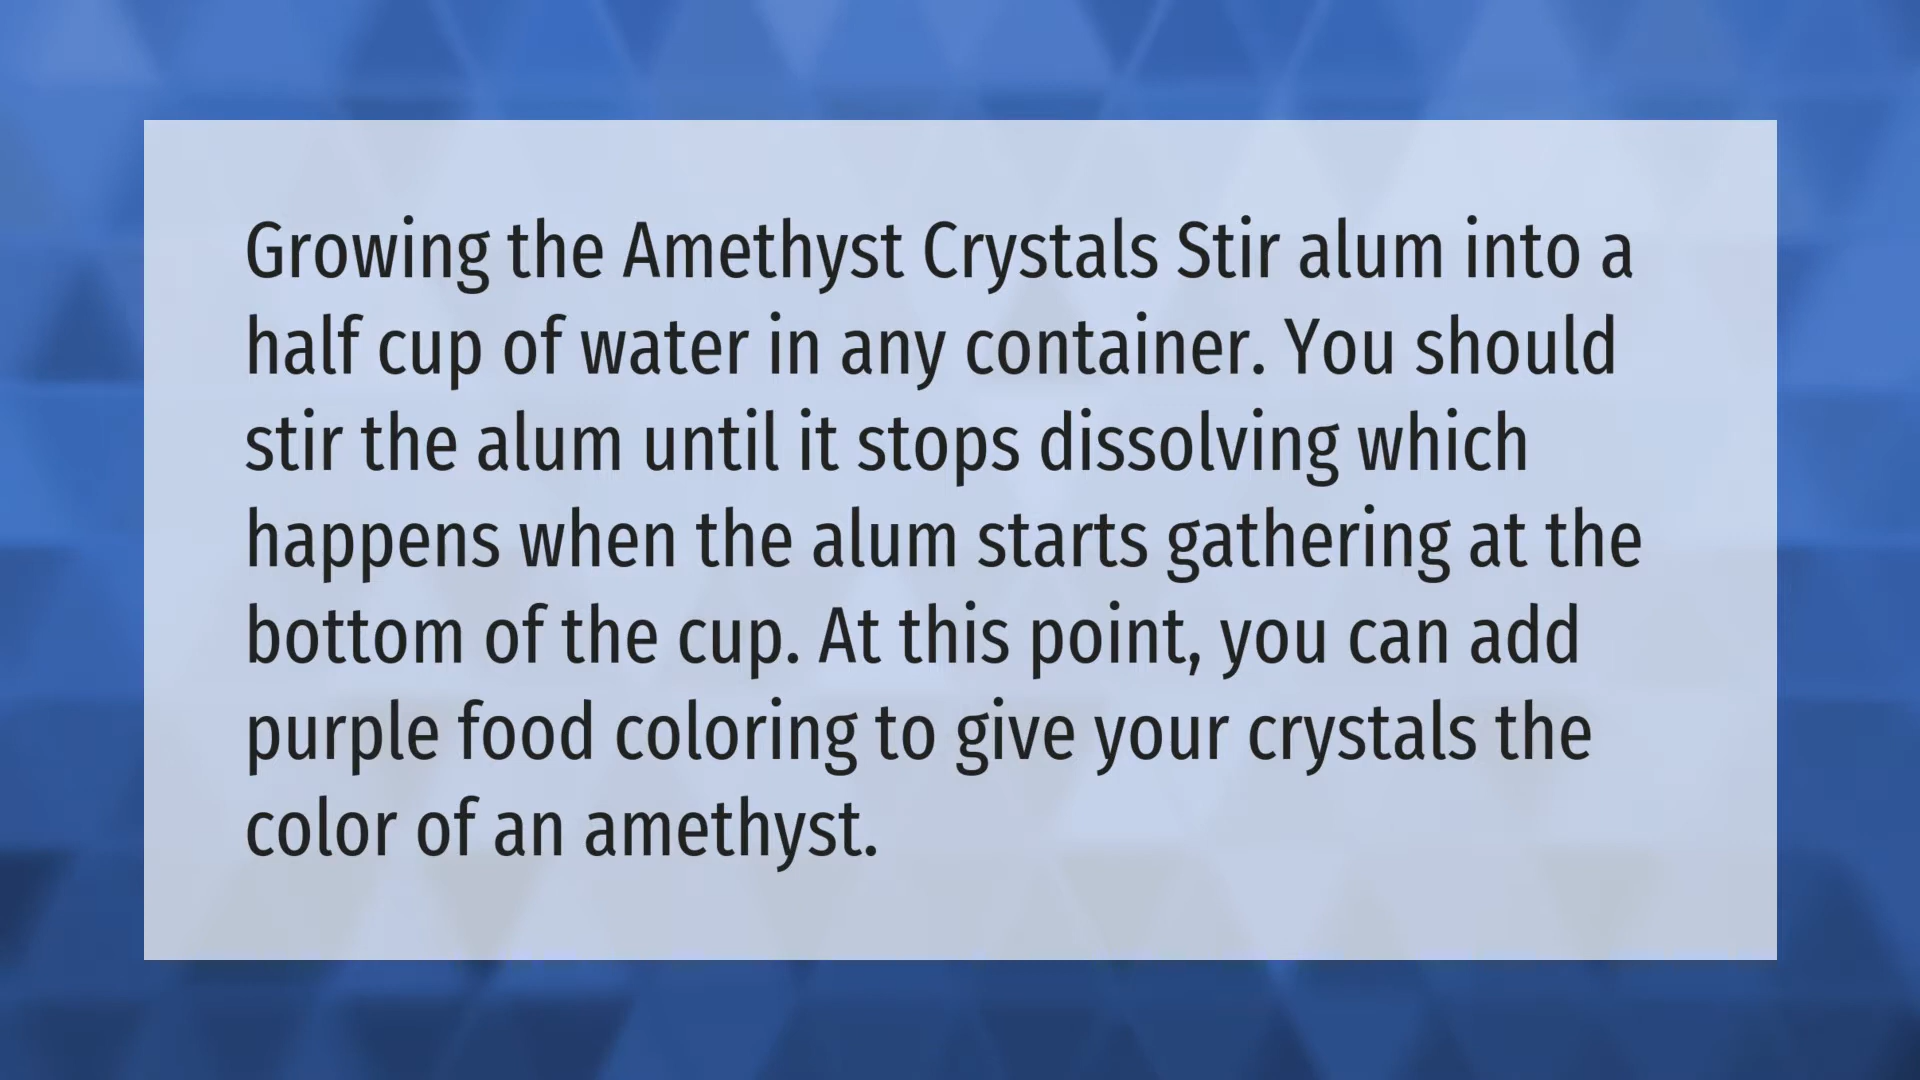 Growing the Amethyst Crystals Stir alum into a
half cup of water in any container. You should
stir the alum until it stops dissolving which
happens when the alum starts gathering at the
bottom of the cup. At this point, you can add
purple food coloring to give your crystals the
color of an amethyst.